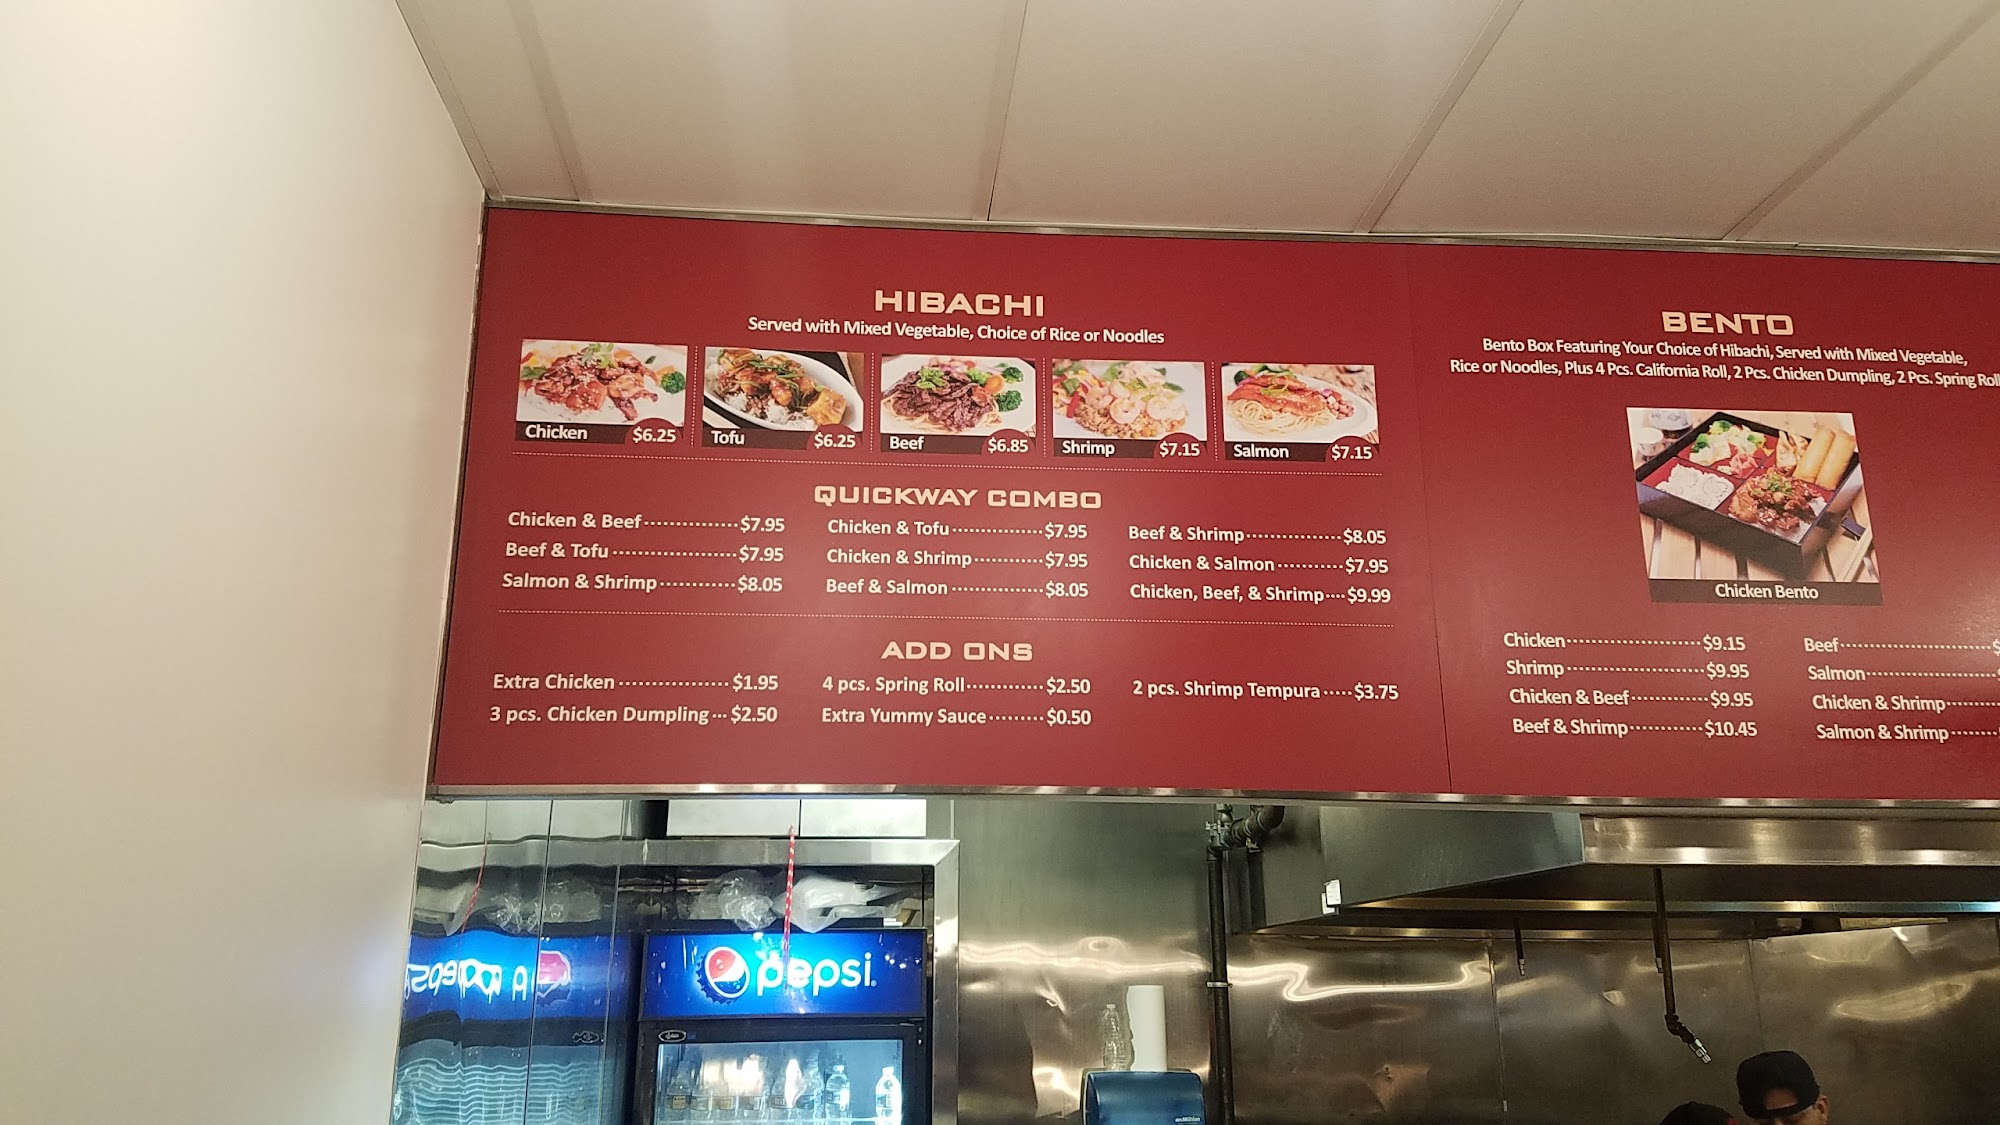 HIBACHI
Served with Mixed Vegetable, Choice of Rice or Noodles
Chicken $6.25
Tofu $6.25
Beef $6.85
Shrimp $7.15
Salmon $7.15
QUICKWAY COMBO
Chicken & Beef $7.95
Beef & Tofu $7.95
Salmon & Shrimp $8.05
Chicken & Tofu $7.95
Chicken & Shrimp $7.95
Beef & Salmon $8.05
Beef & Shrimp $8.05
Chicken & Salmon $7.95
Chicken, Beef, & Shrimp $9.99
ADD ONS
Extra Chicken $1.95
3 pcs. Chicken Dumpling $2.50
4 pcs. Spring Roll $2.50
Extra Yummy Sauce $0.50
2 pcs. Shrimp Tempura $3.75
BENTO
Bento Box Featuring Your Choice of Hibachi, Served with Mixed Vegetable,
Rice or Noodles, Plus 4 Pcs. California Roll, 2 Pcs. Chicken Dumpling, 2 Pcs. Spring Roll
Chicken Bento
Chicken $9.15
Shrimp $9.95
Chicken & Beef $9.95
Beef & Shrimp $10.45
Beef
Salmon
Chicken & Shrimp
Salmon & Shrimp
pepsi